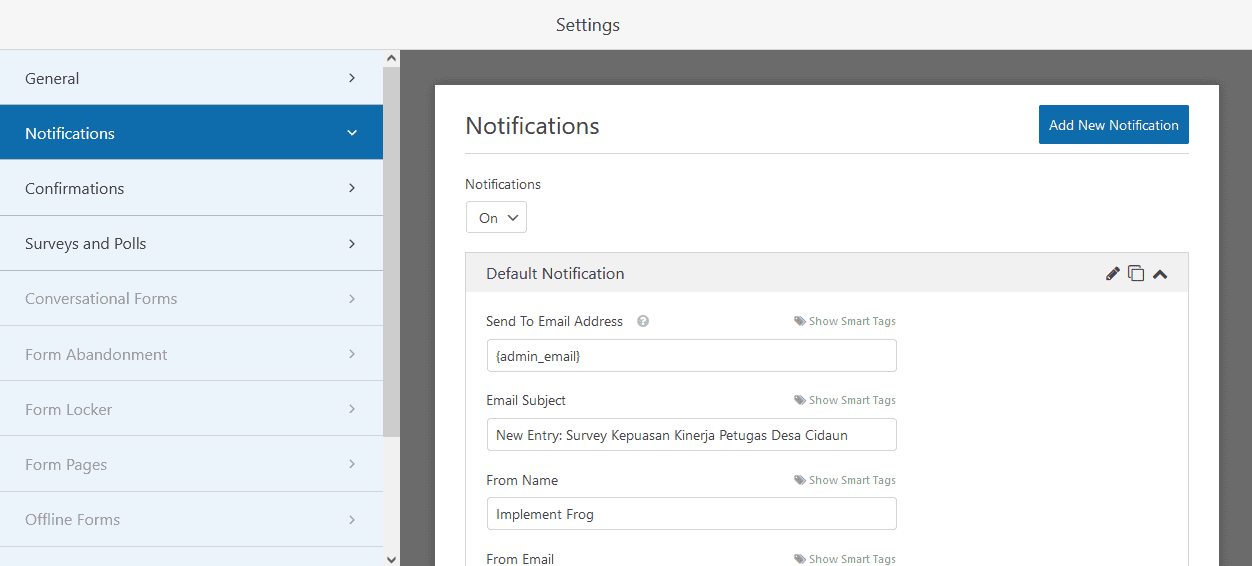 Settings
General
Notifications
Confirmations
Surveys and Polls
Conversational Forms
Form Abandonment
Form Locker
Form Pages
Offline Forms
Notifications
Add New Notification
Notifications
On
Default Notification
Send To Email Address ? Show Smart Tags
{admin_email}
Email Subject Show Smart Tags
New Entry: Survey Kepuasan Kinerja Petugas Desa Cidaun
From Name Show Smart Tags
Implement Frog
From Email Show Smart Tags